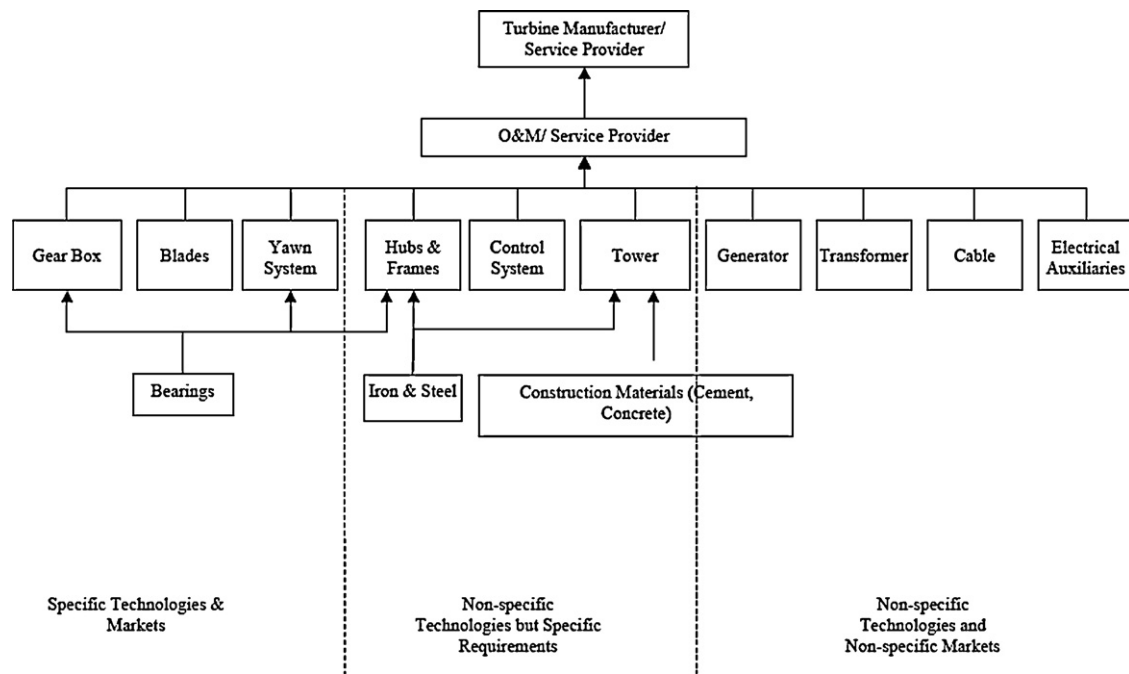 Turbine Manufacturer/
Service Provider
O&M/ Service Provider
Gear Box
Blades
Yawn
System
Hubs &
Frames
Control
System
Tower
Generator
Transformer
Cable
Electrical
Auxiliaries
Bearings
Iron & Steel
Construction Materials (Cement,
Concrete)
Specific Technologies &
Markets
Non-specific
Technologies but Specific
Requirements
Non-specific
Technologies and
Non-specific Markets